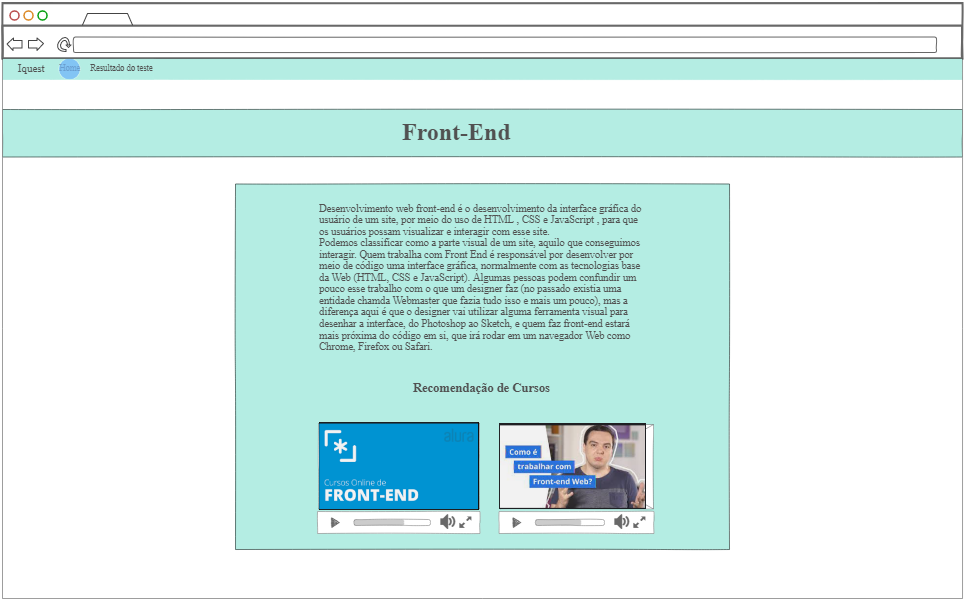 Iquest Home Resultado do teste
Front-End
Desenvolvimento web front-end é o desenvolvimento da interface gráfica do
usuário de um site, por meio do uso de HTML , CSS e JavaScript , para que
os usuários possam visualizar e interagir com esse site.
Podemos classificar como a parte visual de um site, aquilo que conseguimos
interagir. Quem trabalha com Front End é responsável por desenvolver por
meio de código uma interface gráfica, normalmente com as tecnologias base
da Web (HTML, CSS e JavaScript). Algumas pessoas podem confundir um
pouco esse trabalho com o que um designer faz (no passado existia uma
entidade chamda Webmaster que fazia tudo isso e mais um pouco), mas a
diferença aqui é que o designer vai utilizar alguma ferramenta visual para
desenhar a interface, do Photoshop ao Sketch, e quem faz front-end estará
mais próxima do código em si, que irá rodar em um navegador Web como
Chrome, Firefox ou Safari.
Recomendação de Cursos
alura
Cursos Online de
FRONT-END
Como é
trabalhar com
Front-end Web?